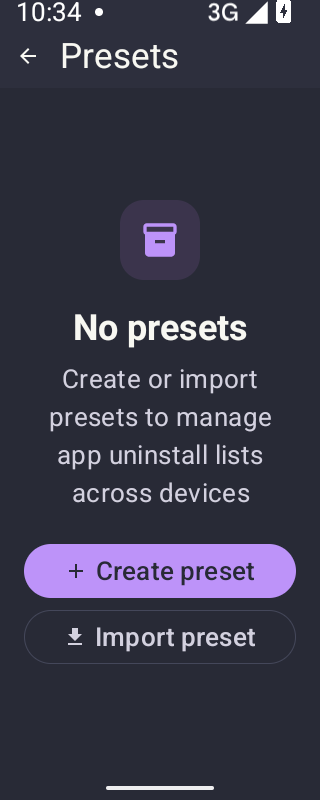 10:34
3G
Presets
No presets
Create or import
presets to manage
app uninstall lists
across devices
Create preset
Import preset